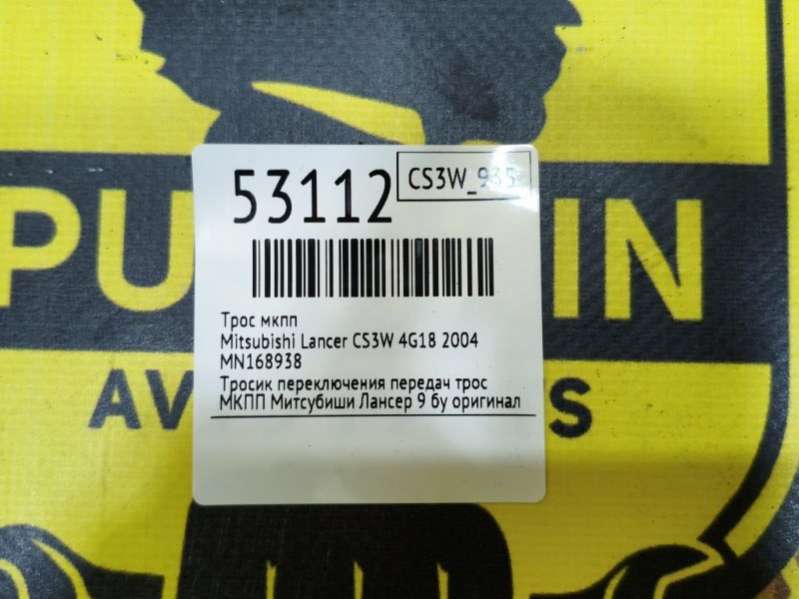 53112
CS3W_935
Трос мкпп
Mitsubishi Lancer CS3W 4G18 2004
MN168938
Тросик переключения передач трос
МКПП Митсубиши Лансер 9 бу оригинал